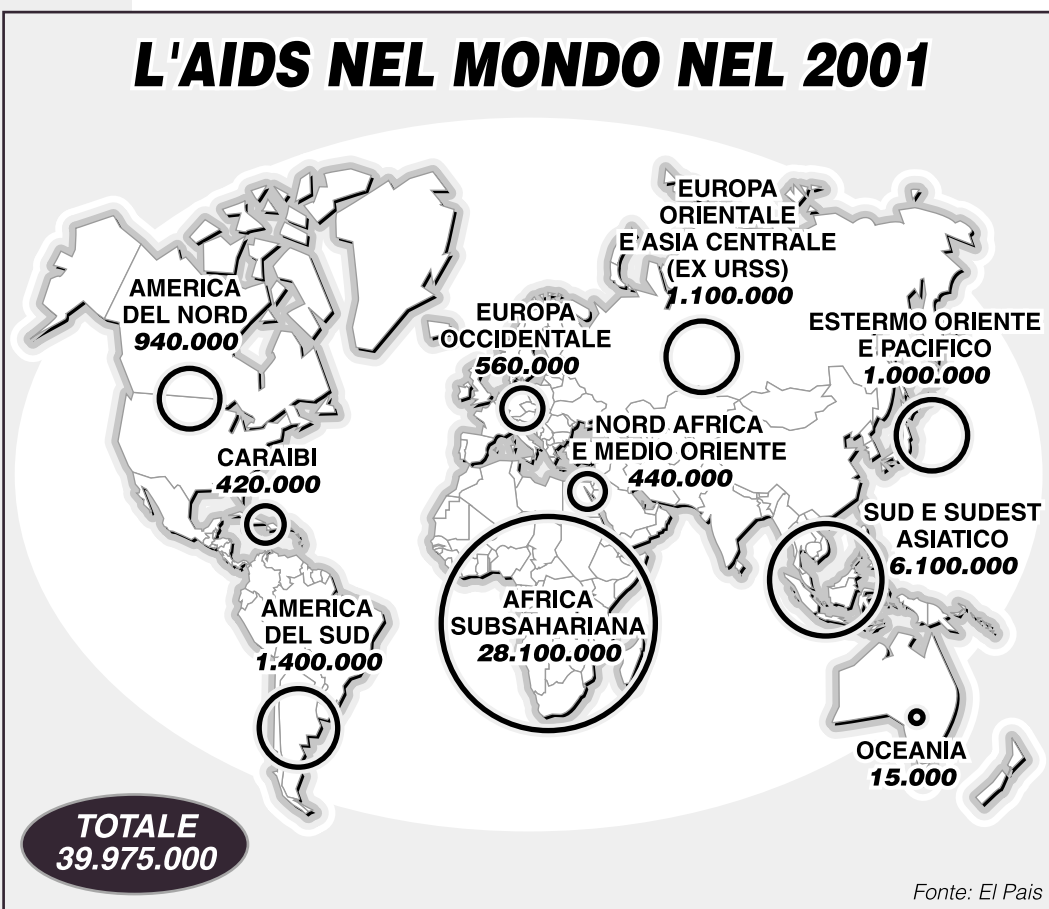 L'AIDS NEL MONDO NEL 2001
EUROPA
ORIENTALE
E ASIA CENTRALE
(EX URSS)
1.100.000
AMERICA
DEL NORD
940.000
EUROPA
OCCIDENTALE
560.000
ESTERMO ORIENTE
E PACIFICO
1.000.000
NORD AFRICA
E MEDIO ORIENTE
440.000
CARAIBI
420.000
SUD E SUDEST
ASIATICO
6.100.000
AMERICA
DEL SUD
1.400.000
AFRICA
SUBSAHARIANA
28.100.000
OCEANIA
15.000
TOTALE
39.975.000
Fonte: El Pais